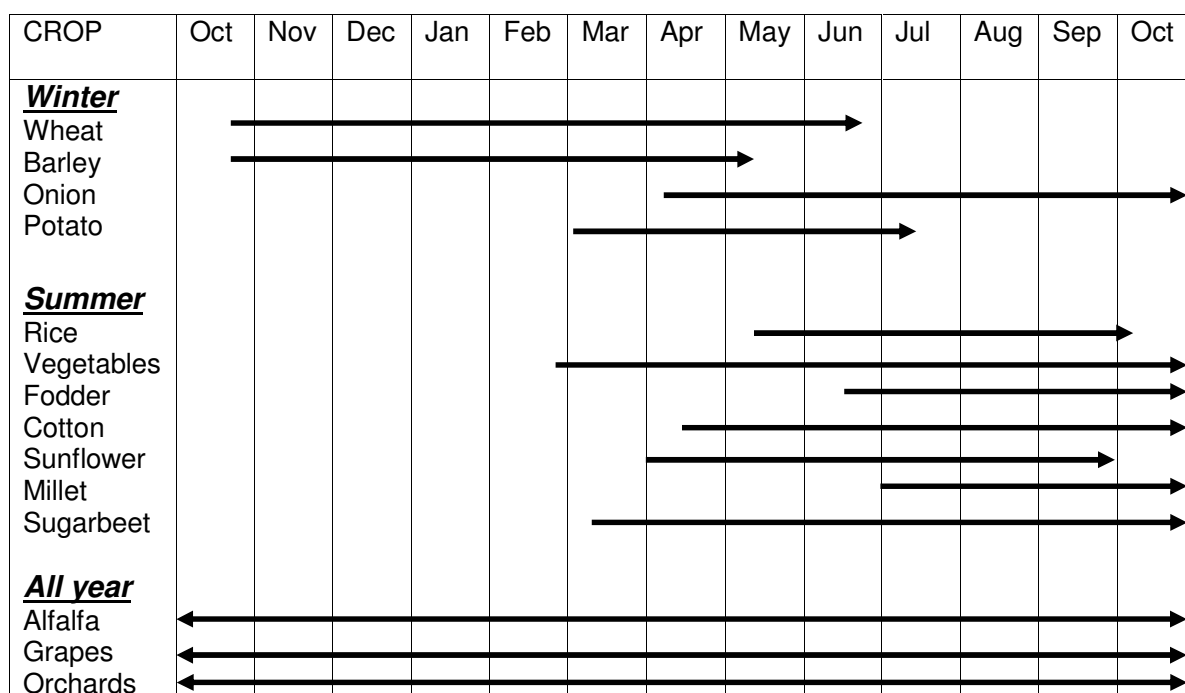 CROP Oct Nov Dec Jan Feb Mar Apr May Jun Jul Aug Sep Oct
Winter
Wheat
Barley
Onion
Potato
Summer
Rice
Vegetables
Fodder
Cotton
Sunflower
Millet
Sugarbeet
All year
Alfalfa
Grapes
Orchards